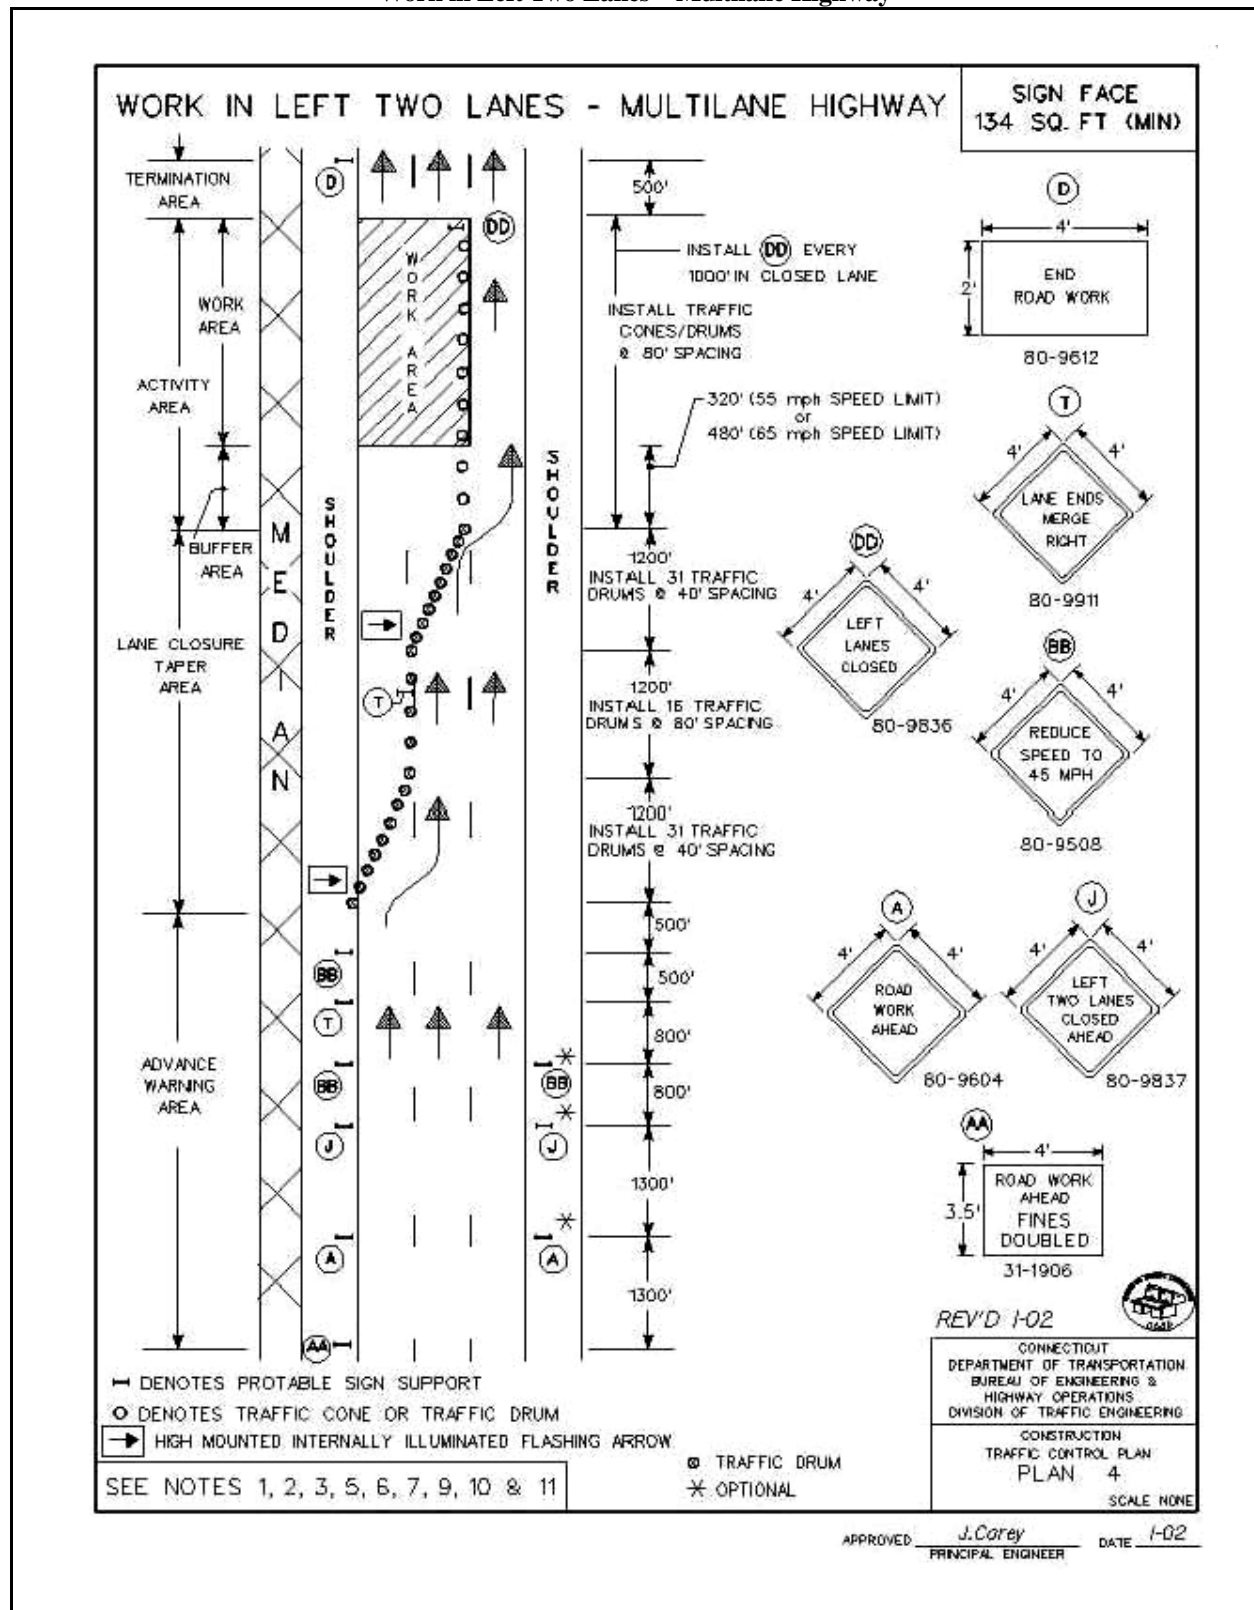 WORK IN LEFT TWO LANES - MULTILANE HIGHWAY
SIGN FACE
134 SQ. FT (MIN)
TERMINATION
AREA
WORK
AREA
ACTIVITY
AREA
BUFFER
AREA
LANE CLOSURE
TAPER
AREA
ADVANCE
WARNING
AREA
MEDIAN
SHOULDER
D
WORK AREA
DD
SHOULDER
T
BB
T
BB
BB
J
J
A
A
AA
500'
INSTALL DD EVERY
1000' IN CLOSED LANE
INSTALL TRAFFIC
CONES/DRUMS
@ 80' SPACING
320' (55 mph SPEED LIMIT)
or
480' (65 mph SPEED LIMIT)
1200'
INSTALL 31 TRAFFIC
DRUMS @ 40' SPACING
1200'
INSTALL 16 TRAFFIC
DRUMS @ 80' SPACING
1200'
INSTALL 31 TRAFFIC
DRUMS @ 40' SPACING
500'
500'
800'
800'
1300'
1300'
D
4'
2'
END
ROAD WORK
80-9612
T
4' 4'
LANE ENDS
MERGE
RIGHT
80-9911
DD
4' 4'
LEFT
LANES
CLOSED
80-9836
BB
4' 4'
REDUCE
SPEED TO
45 MPH
80-9508
A
4' 4'
ROAD
WORK
AHEAD
80-9604
J
4' 4'
LEFT
TWO LANES
CLOSED
AHEAD
80-9837
AA
4'
3.5'
ROAD WORK
AHEAD
FINES
DOUBLED
31-1906
REV'D 1-02
CONNECTICUT
DEPARTMENT OF TRANSPORTATION
BUREAU OF ENGINEERING &
HIGHWAY OPERATIONS
DIVISION OF TRAFFIC ENGINEERING
CONSTRUCTION
TRAFFIC CONTROL PLAN
PLAN 4
SCALE NONE
DENOTES PROTABLE SIGN SUPPORT
DENOTES TRAFFIC CONE OR TRAFFIC DRUM
HIGH MOUNTED INTERNALLY ILLUMINATED FLASHING ARROW
TRAFFIC DRUM
OPTIONAL
SEE NOTES 1, 2, 3, 5, 6, 7, 9, 10 & 11
APPROVED J.Carey DATE 1-02
PRINCIPAL ENGINEER